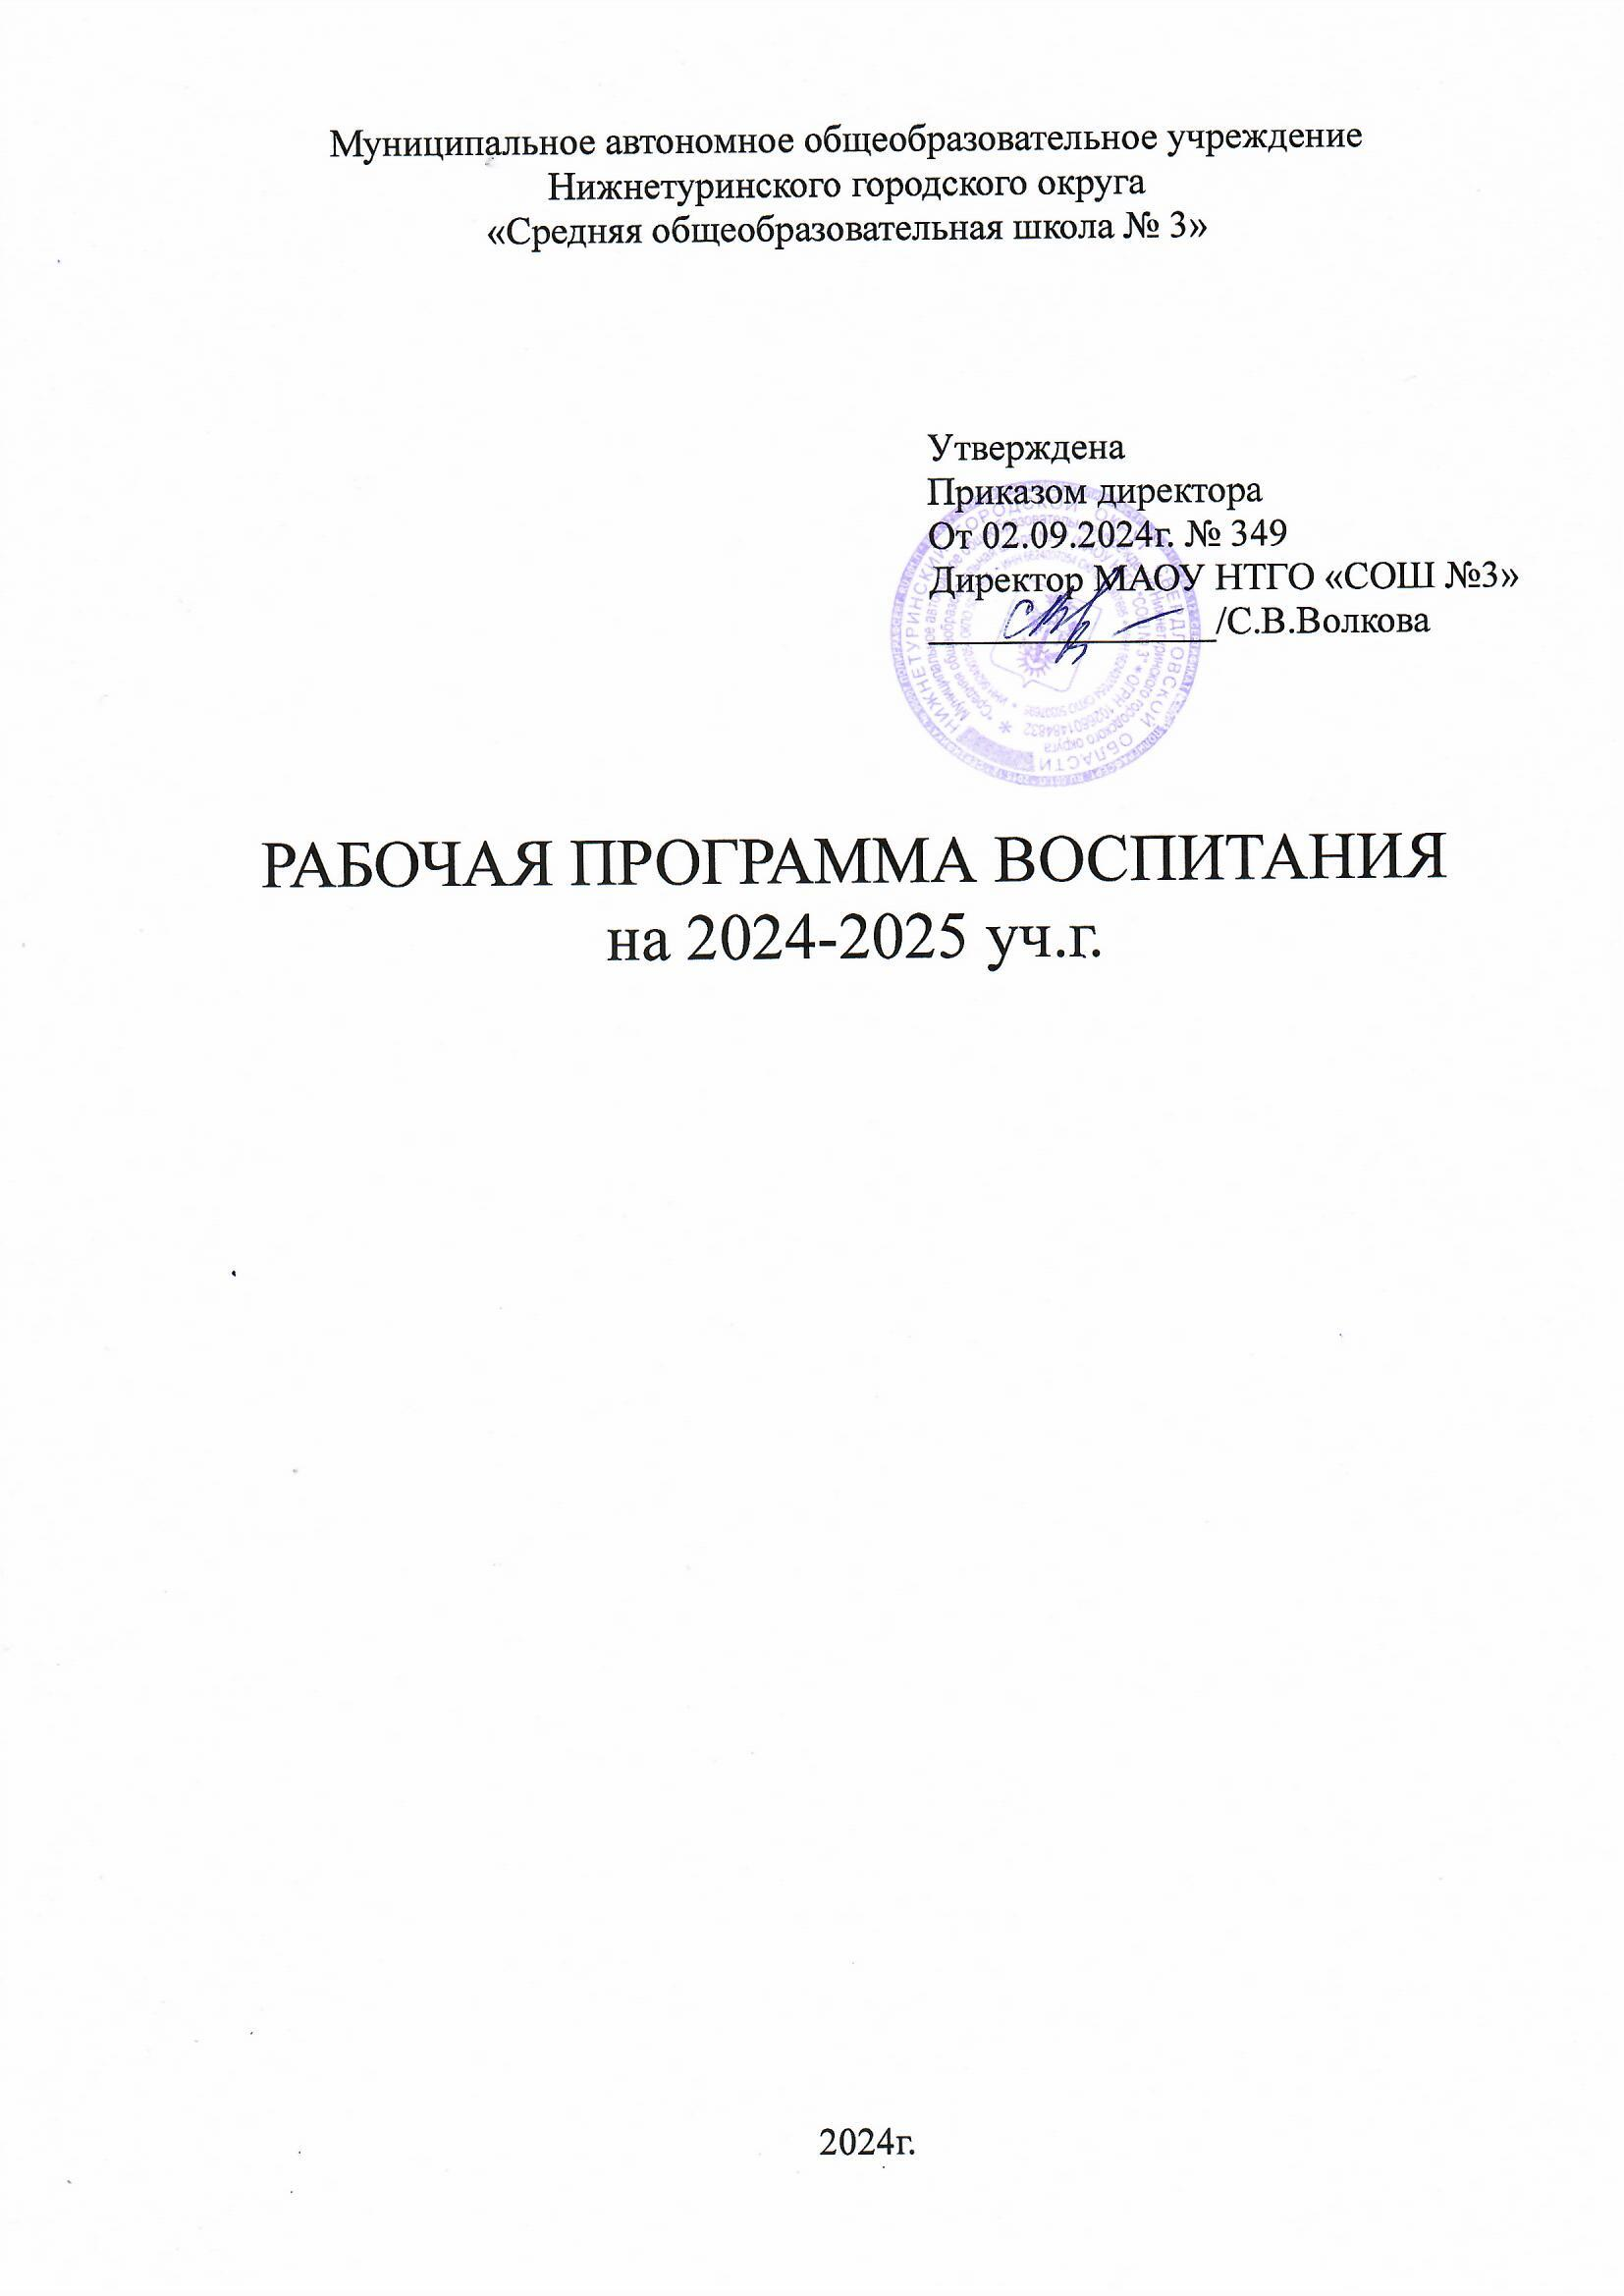 Муниципальное автономное общеобразовательное учреждение
Нижнетуринского городского округа
«Средняя общеобразовательная школа № 3»
Утверждена
Приказом директора
От 02.09.2024г. № 349
Директор МАОУ НТГО «СОШ №3»
/С.В.Волкова
РАБОЧАЯ ПРОГРАММА ВОСПИТАНИЯ
на 2024-2025 уч.г.
2024г.